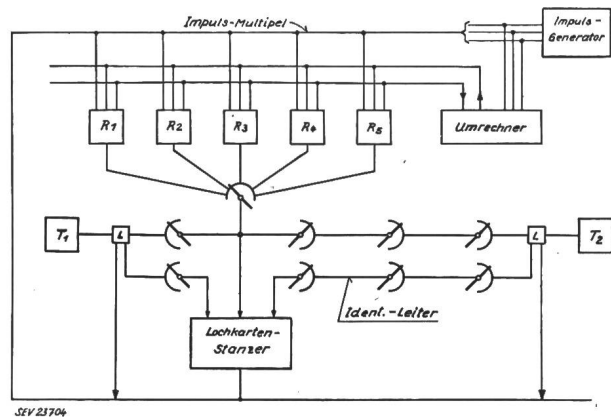 Impuls-Multipel
Impuls-
Generator
R1
R2
R3
R4
R5
Umrechner
T1
L
L
T2
Ident.-Leiter
Lochkarten-
Stanzer
SEV 23704